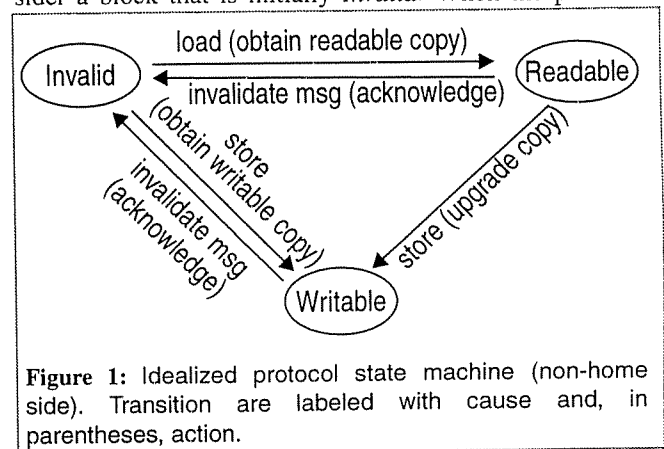 sider a block that is initially Invalid. When the p
load (obtain readable copy)
Invalid
Readable
invalidate msg (acknowledge)
store
(obtain writable copy)
invalidate msg
(acknowledge)
store (upgrade copy)
Writable
Figure 1: Idealized protocol state machine (non-home
side). Transition are labeled with cause and, in
parentheses, action.